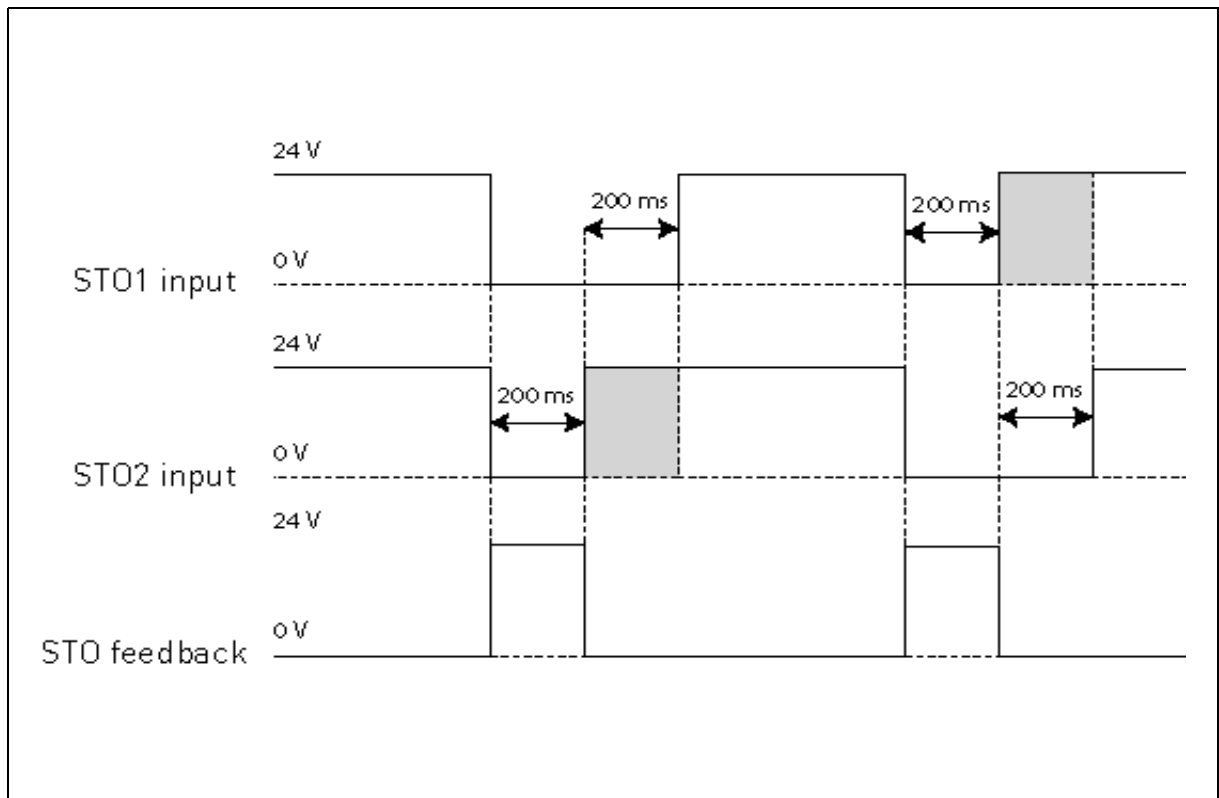 24 V
200 ms
200 ms
0 V
STO1 input
24 V
200 ms
200 ms
0 V
STO2 input
24 V
0 V
STO feedback